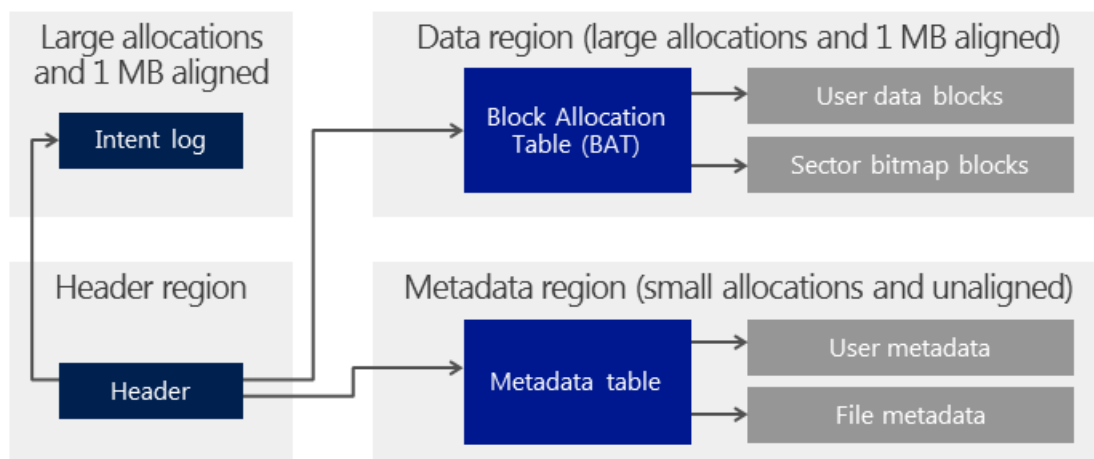 Large allocations
and 1 MB aligned
Intent log
Data region (large allocations and 1 MB aligned)
Block Allocation
Table (BAT)
User data blocks
Sector bitmap blocks
Header region
Header
Metadata region (small allocations and unaligned)
Metadata table
User metadata
File metadata